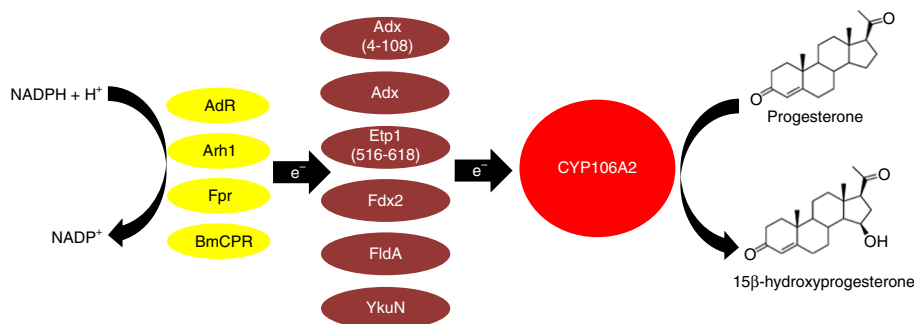 NADPH + H⁺
NADP⁺
AdR
Arh1
Fpr
BmCPR
e⁻
Adx
(4-108)
Adx
Etp1
(516-618)
Fdx2
FldA
YkuN
e⁻
CYP106A2
O
O
Progesterone
O
O
OH
15β-hydroxyprogesterone